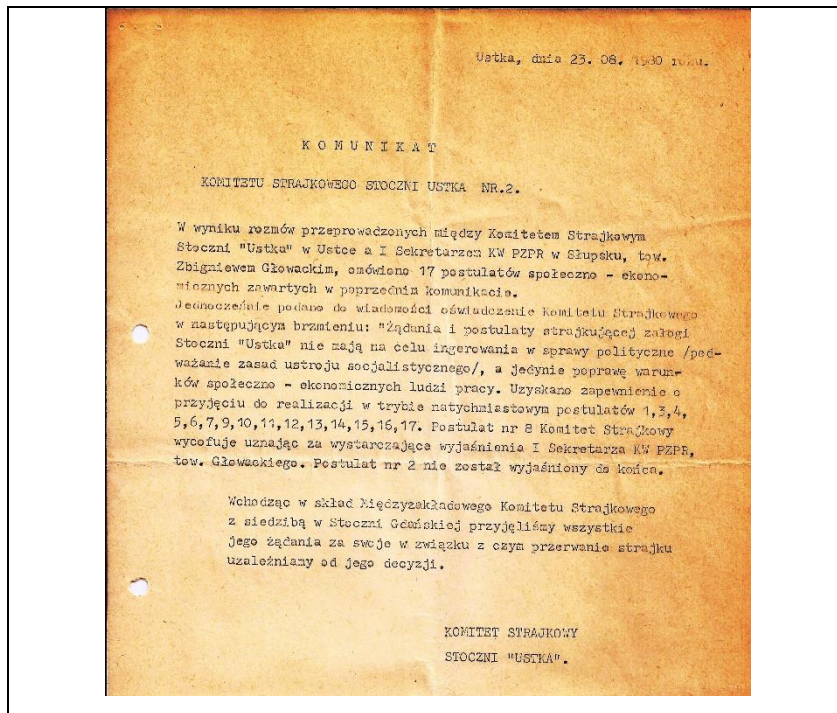 Ustka, dnia 23. 08. 1980 roku.
K O M U N I K A T
KOMITETU STRAJKOWEGO STOCZNI USTKA NR.2.
W wyniku rozmów przeprowadzonych między Komitetem Strajkowym
Stoczni "Ustka" w Ustce a I Sekretarzem KW PZPR w Słupsku, tow.
Zbigniewem Głowackim, omówiono 17 postulatów społeczno - ekono-
micznych zawartych w poprzednim komunikacie.
Jednocześnie podano do wiadomości oświadczenie Komitetu Strajkowego
w następującym brzmieniu: "Żądania i postulaty strajkującej załogi
Stoczni "Ustka" nie mają na celu ingerowania w sprawy polityczne /pod-
ważanie zasad ustroju socjalistycznego/, a jedynie poprawę warun-
ków społeczno - ekonomicznych ludzi pracy. Uzyskano zapewnienie o
przyjęciu do realizacji w trybie natychmiastowym postulatów 1,3,4,
5,6,7,9,10,11,12,13,14,15,16,17. Postulat nr 8 Komitet Strajkowy
wycofuje uznając za wystarczające wyjaśnienia I Sekretarza KW PZPR,
tow. Głowackiego. Postulat nr 2 nie został wyjaśniony do końca.
Wchodząc w skład Międzyzakładowego Komitetu Strajkowego
z siedzibą w Stoczni Gdańskiej przyjęliśmy wszystkie
jego żądania za swoje w związku z czym przerwanie strajku
uzależniamy od jego decyzji.
KOMITET STRAJKOWY
STOCZNI "USTKA".